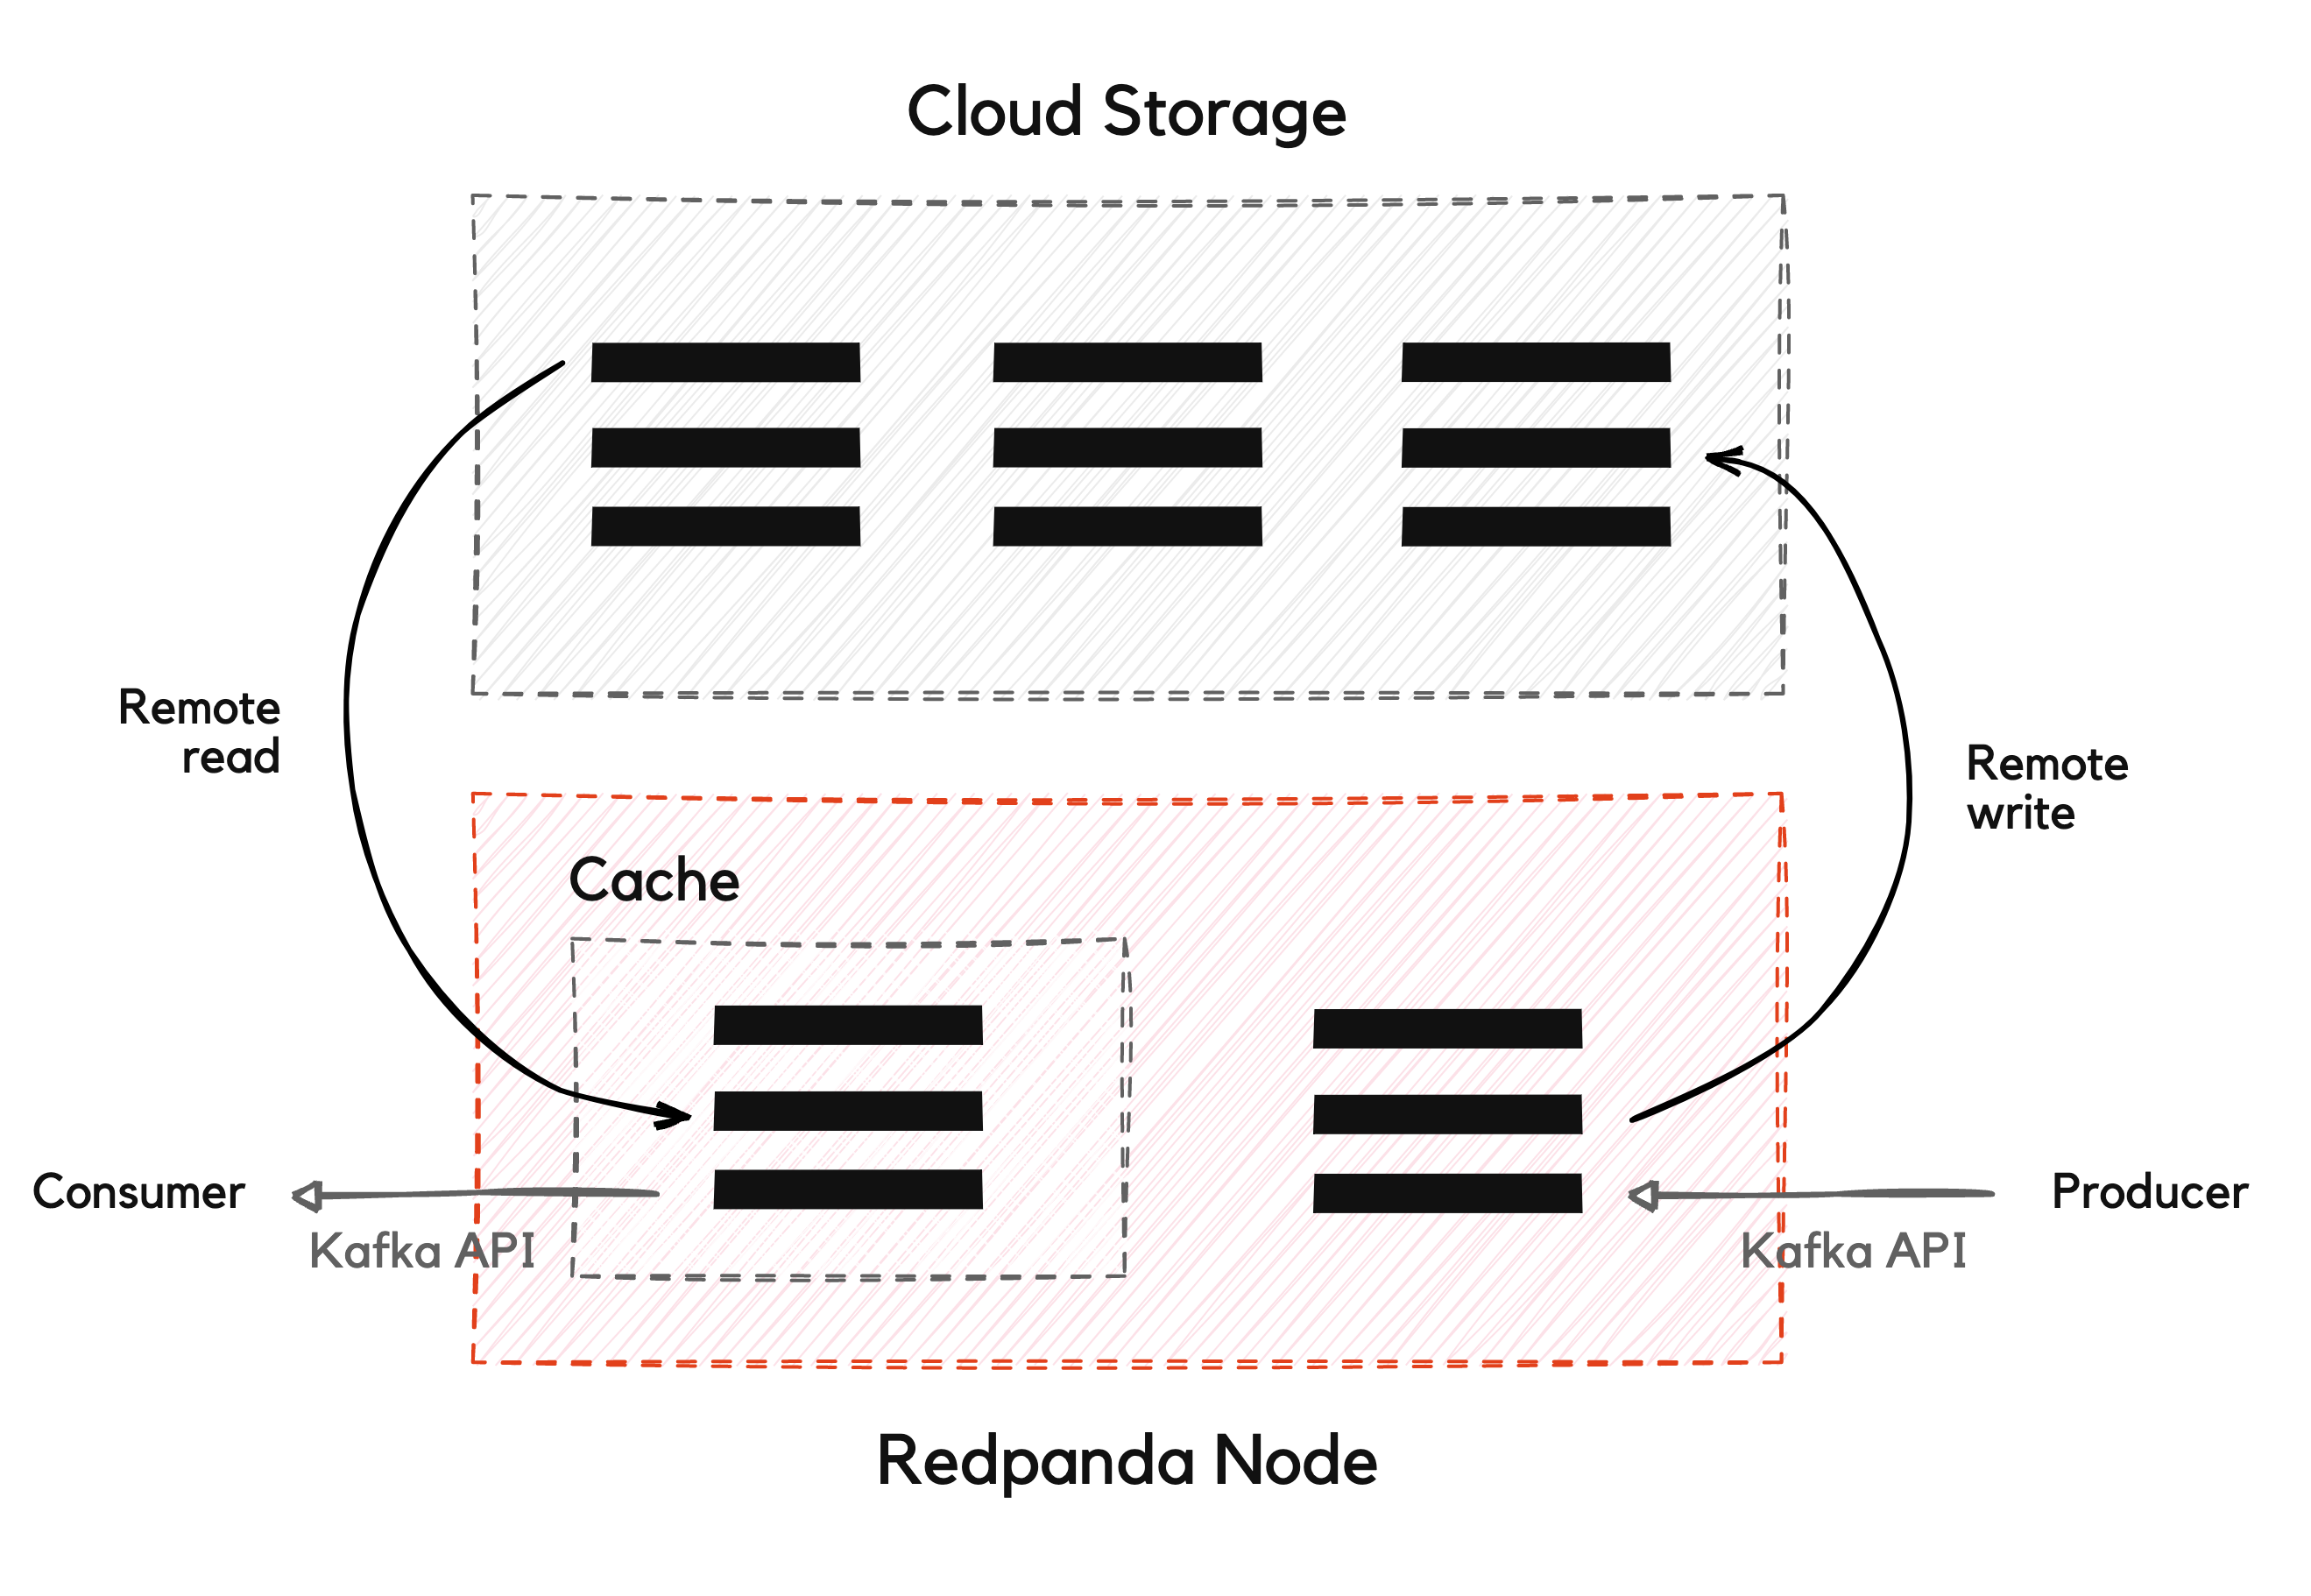 Cloud Storage
Remote
read
Remote
write
Cache
Consumer
Kafka API
Producer
Kafka API
Redpanda Node